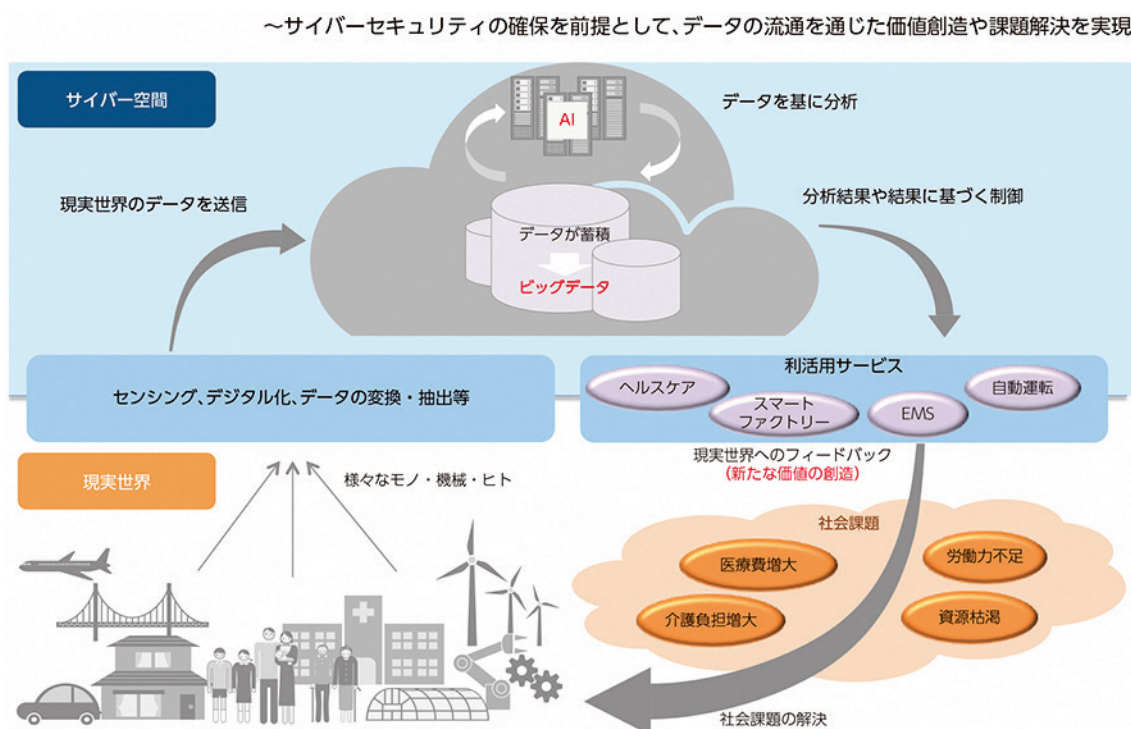 ～サイバーセキュリティの確保を前提として、データの流通を通じた価値創造や課題解決を実現
サイバー空間
AI
データを基に分析
現実世界のデータを送信
分析結果や結果に基づく制御
データが蓄積
ビッグデータ
センシング、デジタル化、データの変換・抽出等
利活用サービス
ヘルスケア
スマート
ファクトリー
EMS
自動運転
現実世界
様々なモノ・機械・ヒト
現実世界へのフィードバック
（新たな価値の創造）
社会課題
医療費増大
労働力不足
介護負担増大
資源枯渇
社会課題の解決